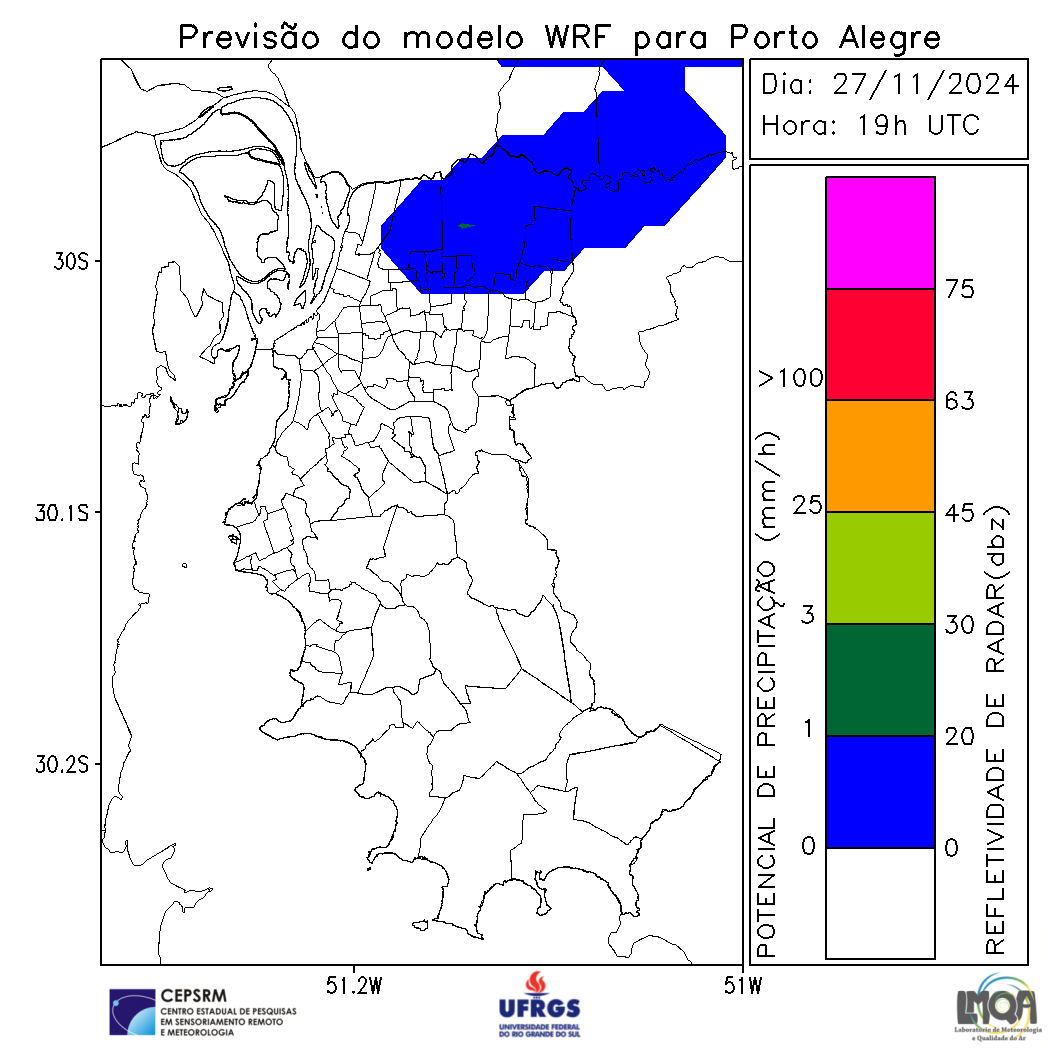 Previsão do modelo WRF para Porto Alegre
Dia: 27/11/2024
Hora: 19h UTC
30S
30.1S
30.2S
51.2W
51W
POTENCIAL DE PRECIPITAÇÃO (mm/h)
>100
25
3
1
0
75
63
45
30
20
0
REFLETIVIDADE DE RADAR(dbz)
CEPSRM
CENTRO ESTADUAL DE PESQUISAS
EM SENSORIAMENTO REMOTO
E METEOROLOGIA
UFRGS
UNIVERSIDADE FEDERAL
DO RIO GRANDE DO SUL
LMQA
Laboratório de Meteorologia
e Qualidade do Ar